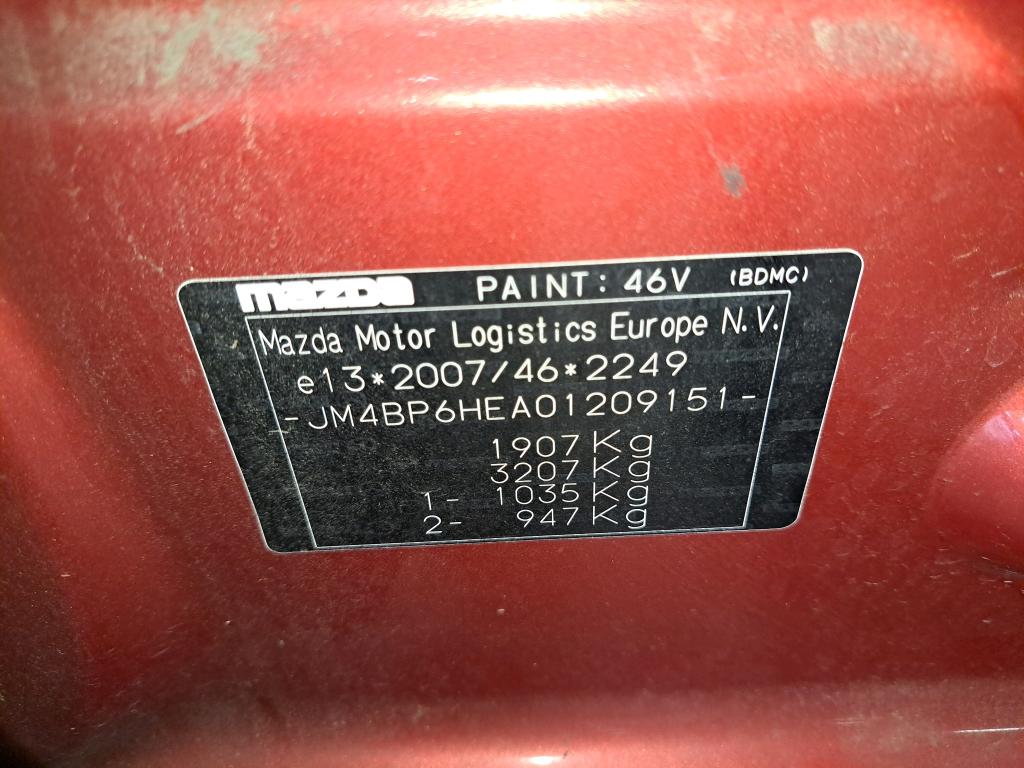 mazda PAINT: 46V (BDMC)
Mazda Motor Logistics Europe N.V.
e13*2007/46*2249
-JM4BP6HEA01209151-
1907 Kg
3207 Kg
1- 1035 Kg
2- 947 Kg